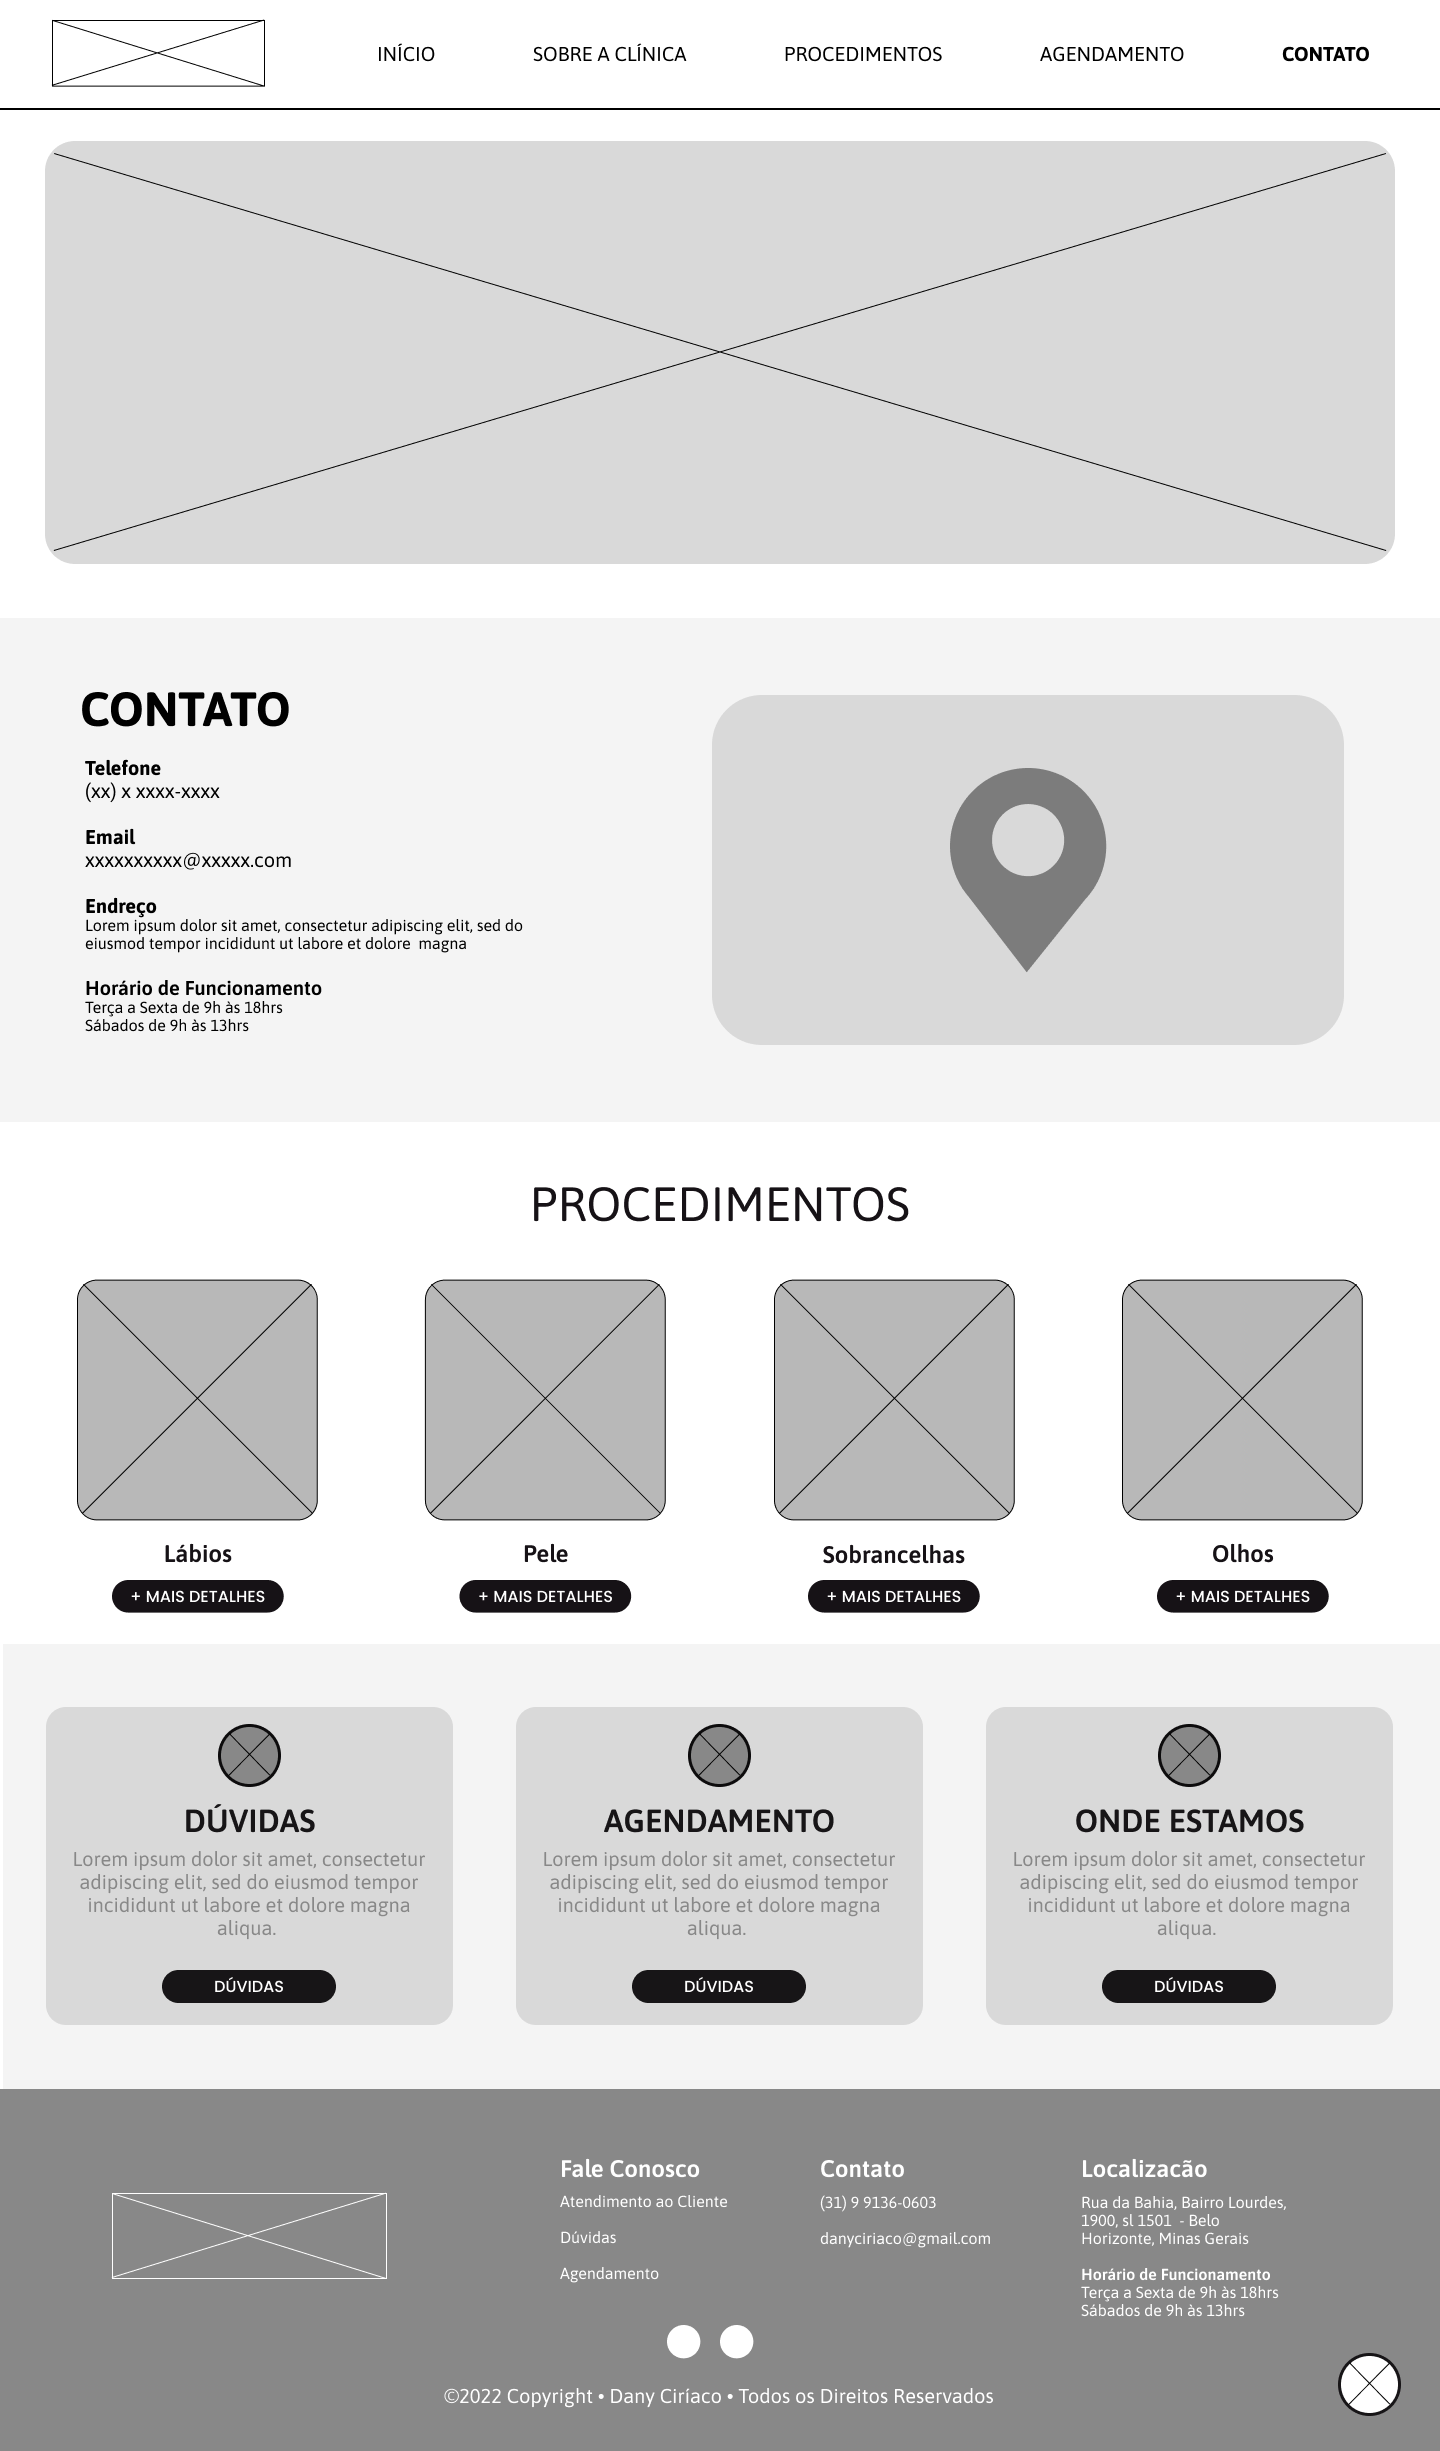 INÍCIO
SOBRE A CLÍNICA
PROCEDIMENTOS
AGENDAMENTO
CONTATO
CONTATO
Telefone
(xx) x xxxx-xxxx
Email
xxxxxxxxxx@xxxxx.com
Endreço
Lorem ipsum dolor sit amet, consectetur adipiscing elit, sed do
eiusmod tempor incididunt ut labore et dolore  magna
Horário de Funcionamento
Terça a Sexta de 9h às 18hrs
Sábados de 9h às 13hrs
PROCEDIMENTOS
Lábios
+ MAIS DETALHES
Pele
+ MAIS DETALHES
Sobrancelhas
+ MAIS DETALHES
Olhos
+ MAIS DETALHES
DÚVIDAS
Lorem ipsum dolor sit amet, consectetur
adipiscing elit, sed do eiusmod tempor
incididunt ut labore et dolore magna
aliqua.
DÚVIDAS
AGENDAMENTO
Lorem ipsum dolor sit amet, consectetur
adipiscing elit, sed do eiusmod tempor
incididunt ut labore et dolore magna
aliqua.
DÚVIDAS
ONDE ESTAMOS
Lorem ipsum dolor sit amet, consectetur
adipiscing elit, sed do eiusmod tempor
incididunt ut labore et dolore magna
aliqua.
DÚVIDAS
Fale Conosco
Atendimento ao Cliente
Dúvidas
Agendamento
Contato
(31) 9 9136-0603
danyciriaco@gmail.com
Localizacão
Rua da Bahia, Bairro Lourdes,
1900, sl 1501  - Belo
Horizonte, Minas Gerais
Horário de Funcionamento
Terça a Sexta de 9h às 18hrs
Sábados de 9h às 13hrs
©2022 Copyright • Dany Ciríaco • Todos os Direitos Reservados